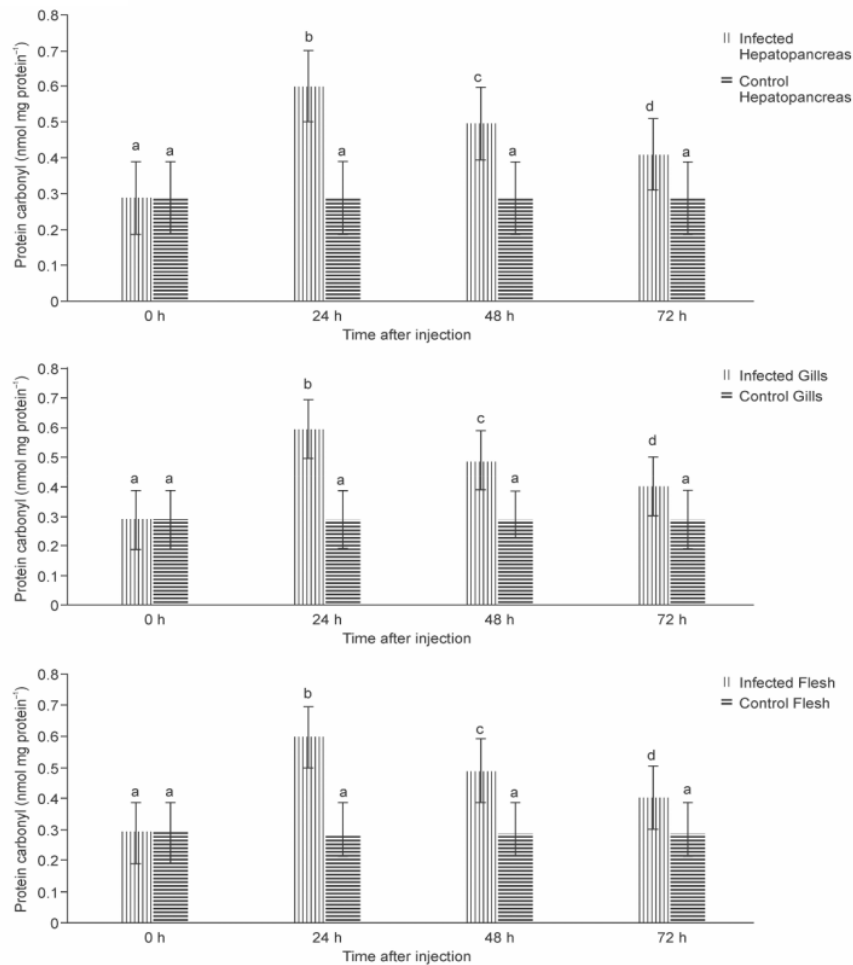 Protein carbonyl (nmol mg protein⁻¹)
0.8
0.7
0.6
0.5
0.4
0.3
0.2
0.1
0
a a b a c a d a
0 h 24 h 48 h 72 h
Time after injection
Infected
Hepatopancreas
Control
Hepatopancreas
Protein carbonyl (nmol mg protein⁻¹)
0.8
0.7
0.6
0.5
0.4
0.3
0.2
0.1
0
a a b a c a d a
0 h 24 h 48 h 72 h
Time after injection
Infected Gills
Control Gills
Protein carbonyl (nmol mg protein⁻¹)
0.8
0.7
0.6
0.5
0.4
0.3
0.2
0.1
0
a a b a c a d a
0 h 24 h 48 h 72 h
Time after injection
Infected Flesh
Control Flesh